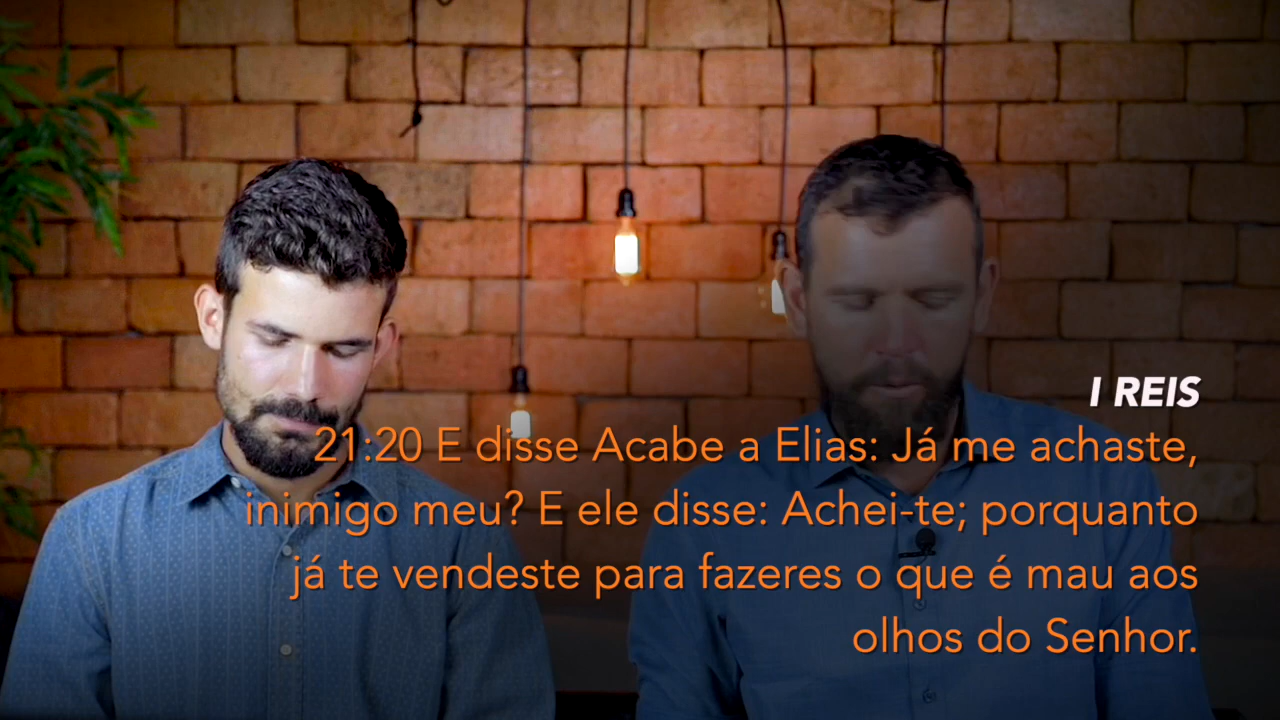 I REIS
21:20 E disse Acabe a Elias: Já me achaste,
inimigo meu? E ele disse: Achei-te; porquanto
já te vendeste para fazeres o que é mau aos
olhos do Senhor.